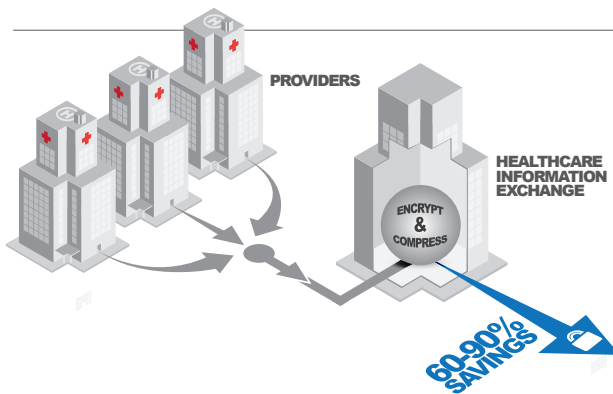 PROVIDERS
HEALTHCARE
INFORMATION
EXCHANGE
ENCRYPT
&
COMPRESS
60-90%
SAVINGS
H
H
H